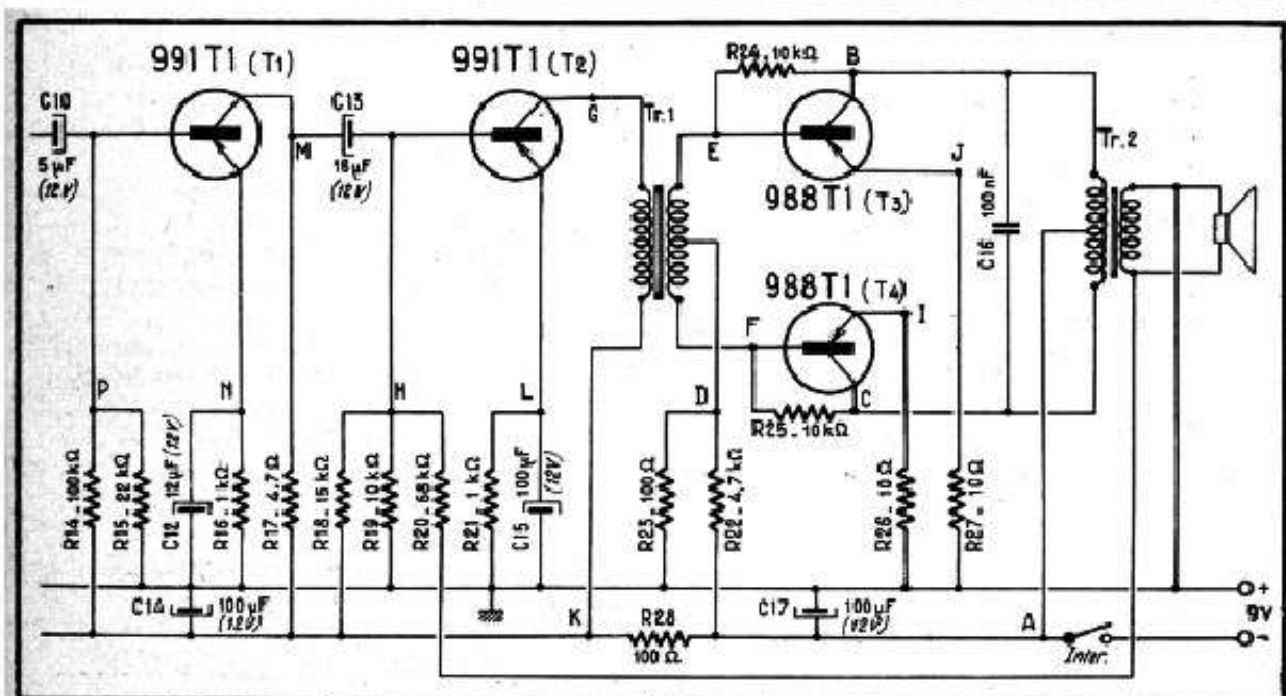 991T1 (T1)
991T1 (T2)
R24_10kΩ
B
C10
5µF
(12V)
M
C13
16µF
(12V)
G
Tr.1
E
988T1 (T3)
J
C16 100nF
Tr.2
988T1 (T4)
F
I
C
R25_10kΩ
P
N
H
L
D
R14_100kΩ
R15_22kΩ
C12 12µF (12V)
R16_1kΩ
R17_4,7Ω
R18_15kΩ
R19_10kΩ
R20_68kΩ
R21_1kΩ
C15 100µF (12V)
R23_100Ω
R22_4,7kΩ
R26_10Ω
R27_10Ω
C14
100µF
(12V)
K
R28
100Ω
C17
100µF
(12V)
A
Inter.
+
9V
-